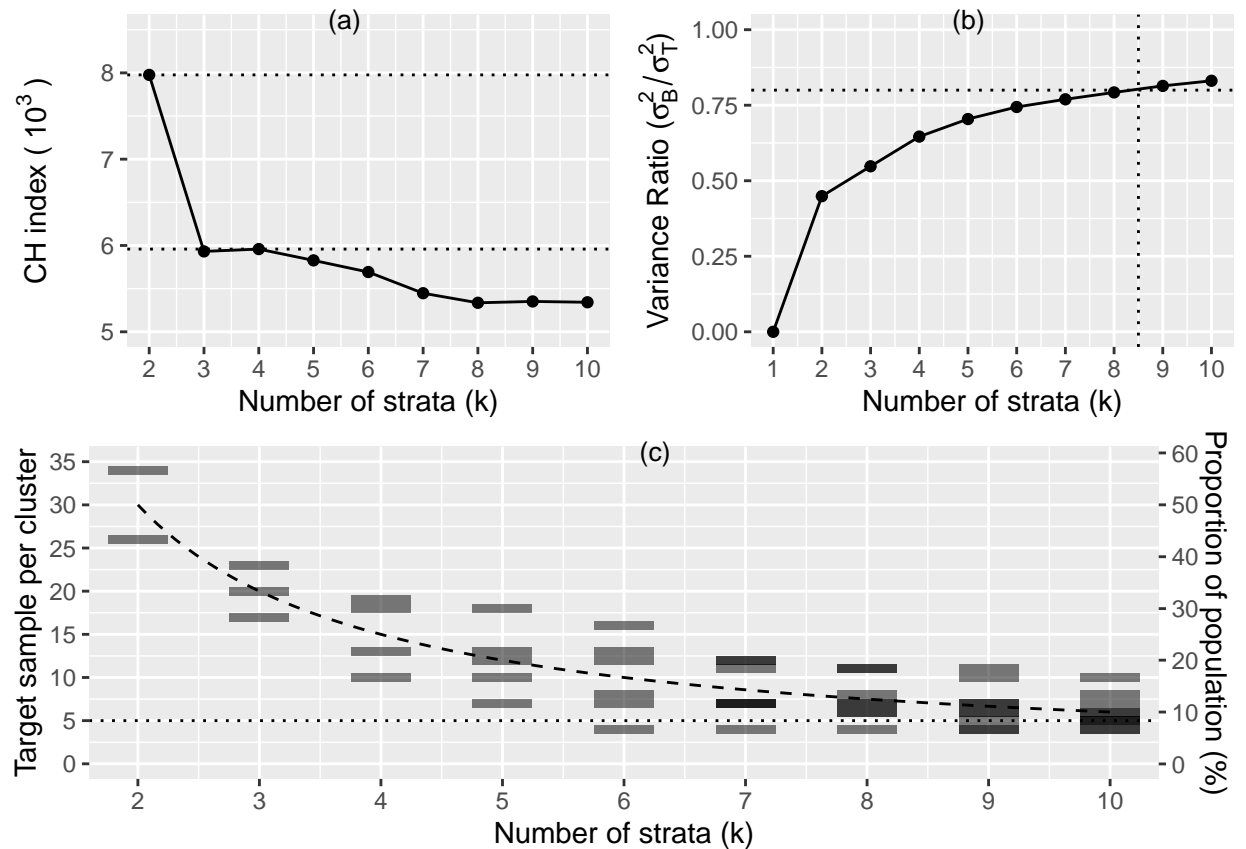 (a)
CH index ( 10³ )
8
7
6
5
2 3 4 5 6 7 8 9 10
Number of strata (k)
(b)
Variance Ratio (σ²_B/σ²_T)
1.00
0.75
0.50
0.25
0.00
1 2 3 4 5 6 7 8 9 10
Number of strata (k)
(c)
Target sample per cluster
35
30
25
20
15
10
5
0
2 3 4 5 6 7 8 9 10
Number of strata (k)
60
50
40
30
20
10
0
Proportion of population (%)